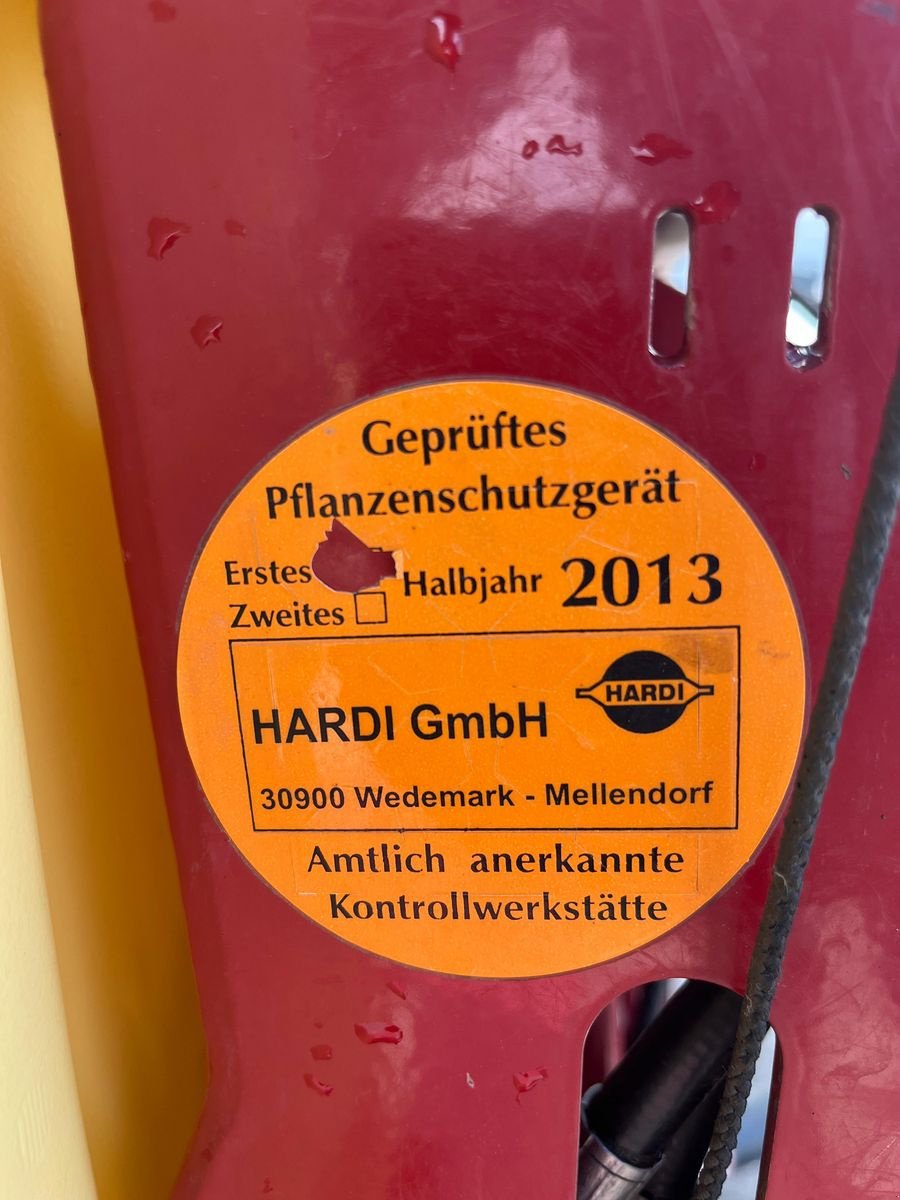 Geprüftes
Pflanzenschutzgerät
Erstes Halbjahr 2013
Zweites
HARDI
HARDI GmbH
30900 Wedemark - Mellendorf
Amtlich anerkannte
Kontrollwerkstätte